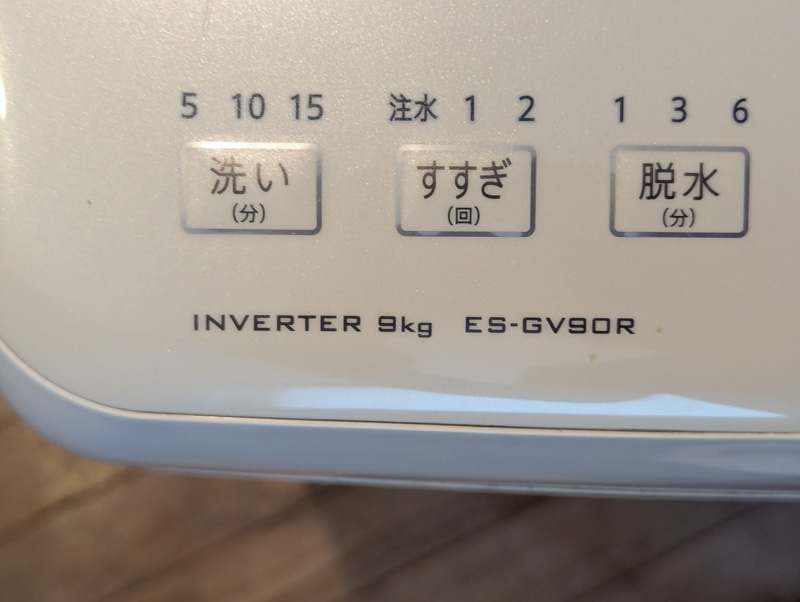 5 10 15 注水 1 2 1 3 6
洗い すすぎ 脱水
(分) (回) (分)
INVERTER 9kg ES-GV90R